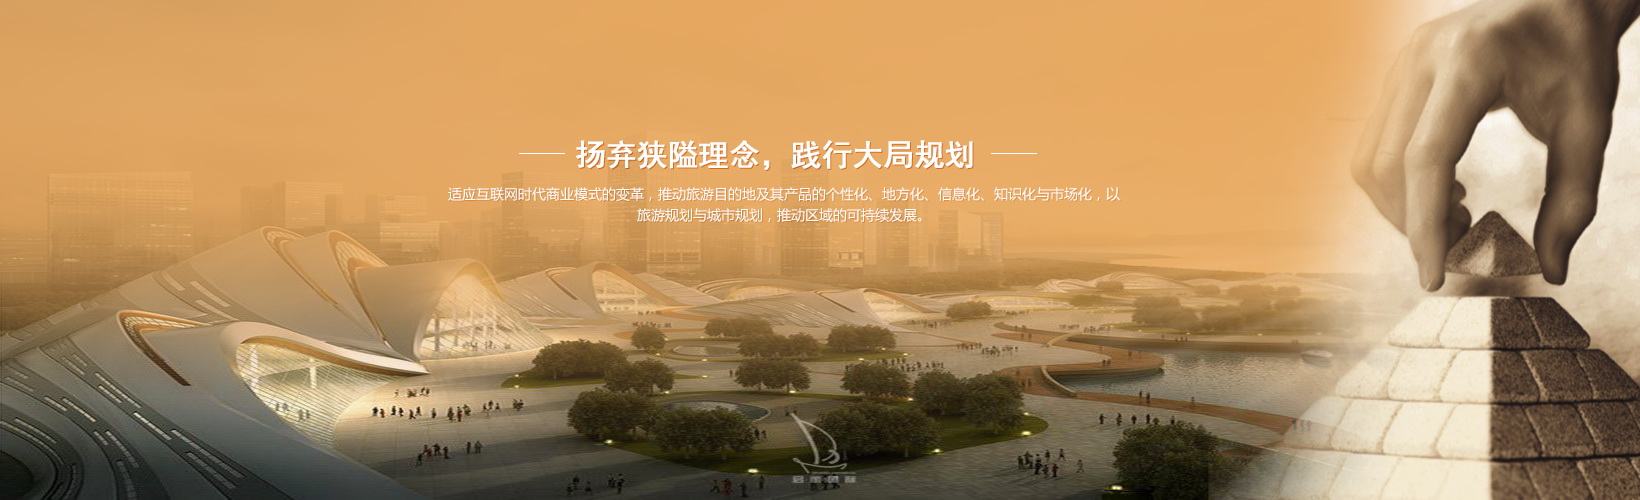 扬弃狭隘理念，践行大局规划
适应互联网时代商业模式的变革，推动旅游目的地及其产品的个性化、地方化、信息化、知识化与市场化，以
旅游规划与城市规划，推动区域的可持续发展。